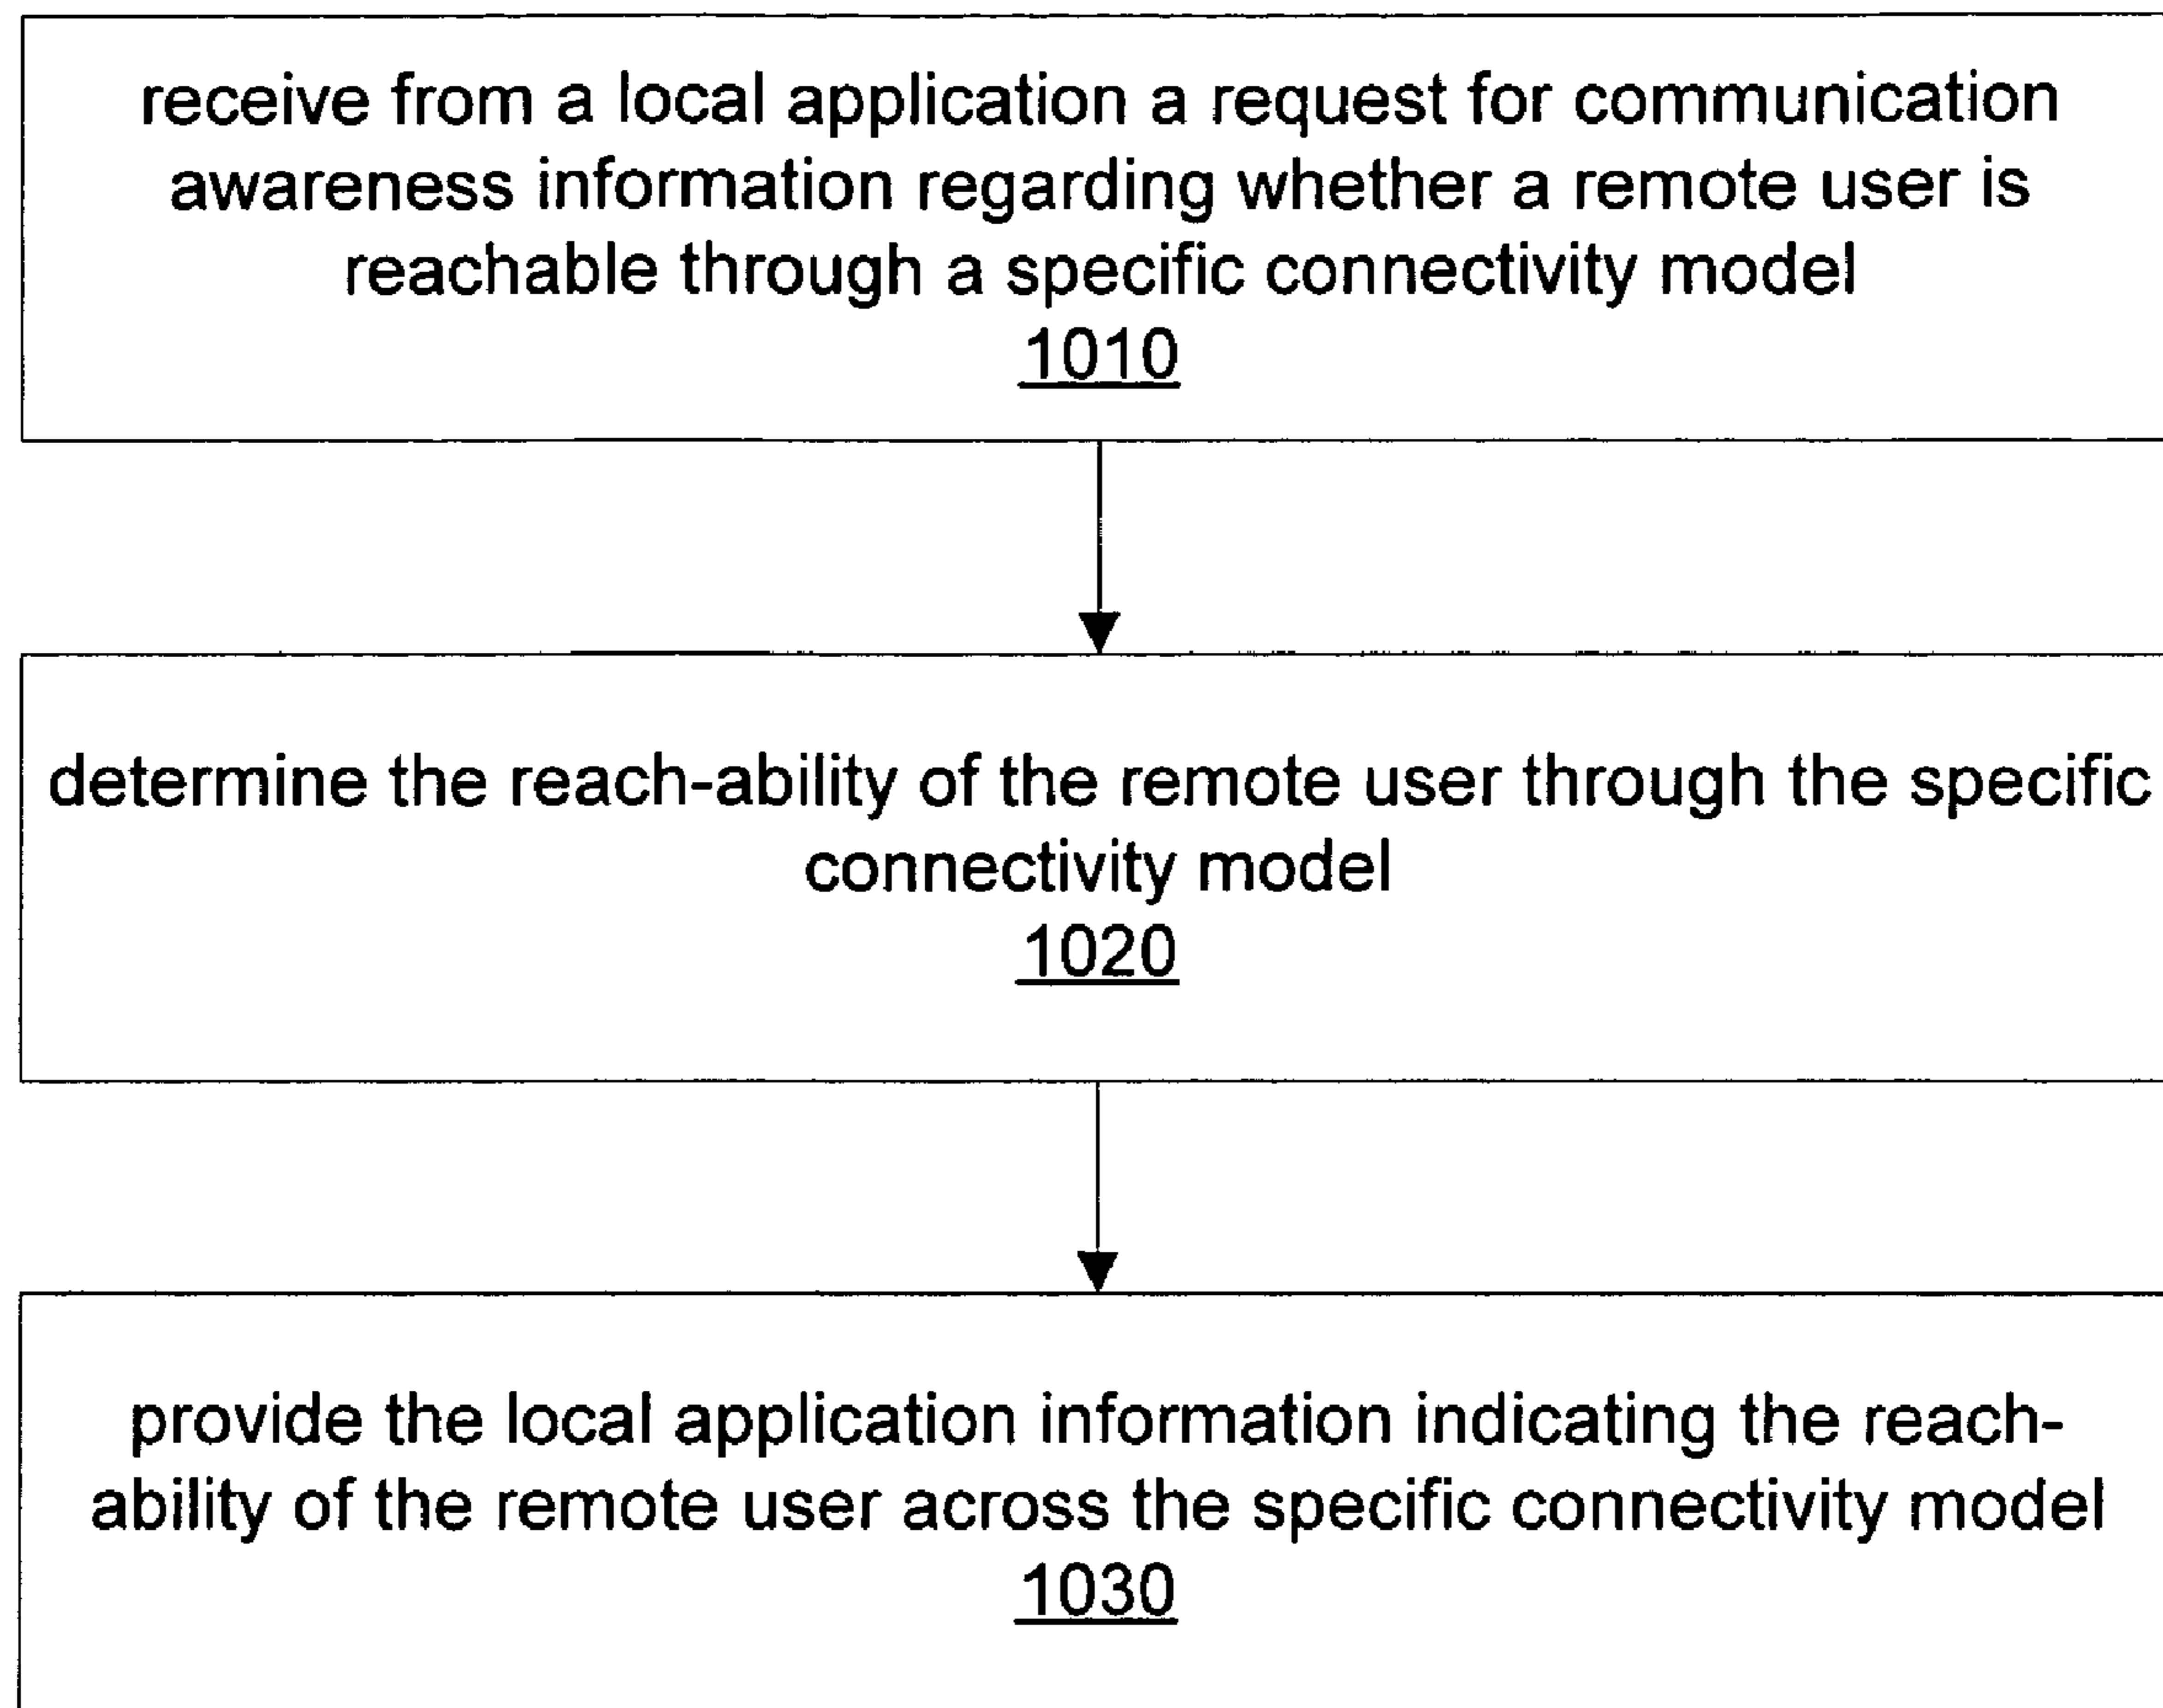 receive from a local application a request for communication
awareness information regarding whether a remote user is
reachable through a specific connectivity model
1010
determine the reach-ability of the remote user through the specific
connectivity model
1020
provide the local application information indicating the reach-
ability of the remote user across the specific connectivity model
1030